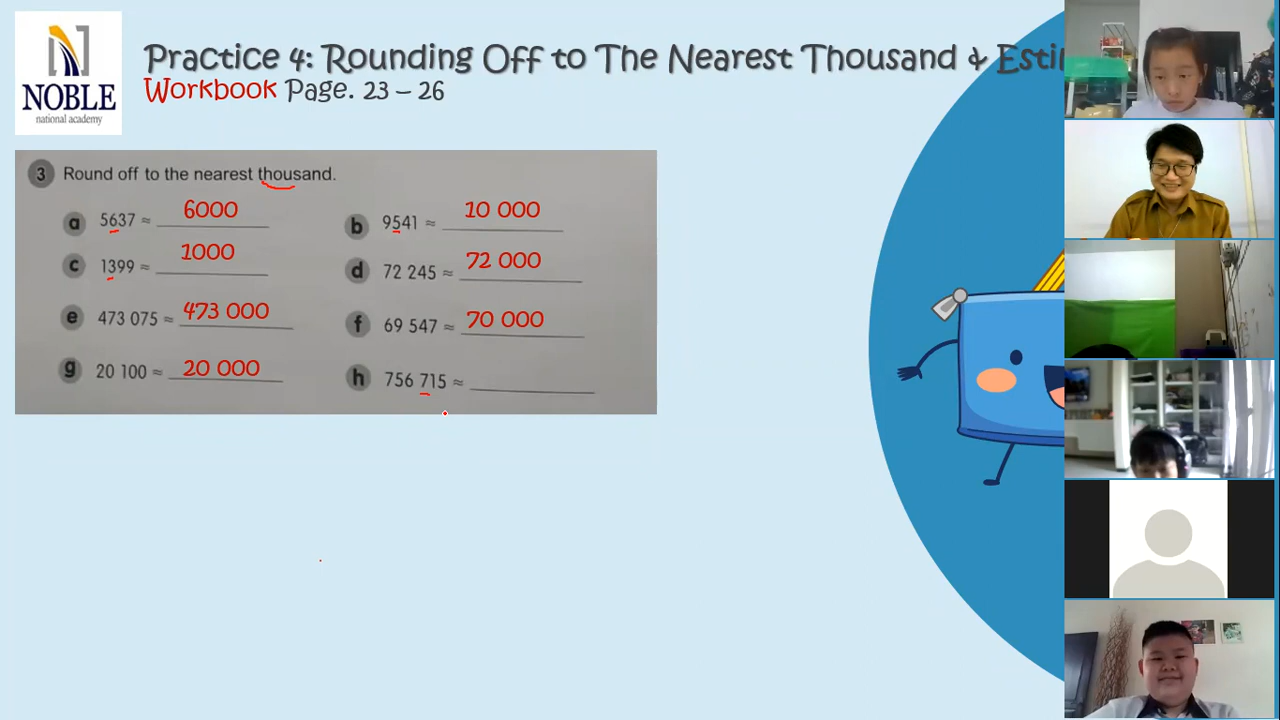 NOBLE
national academy
Practice 4: Rounding Off to The Nearest Thousand &
Workbook Page. 23 – 26
3 Round off to the nearest thousand.
a 5637 ≈ 6000
b 9541 ≈ 10 000
c 1399 ≈ 1000
d 72 245 ≈ 72 000
e 473 075 ≈ 473 000
f 69 547 ≈ 70 000
g 20 100 ≈ 20 000
h 756 715 ≈